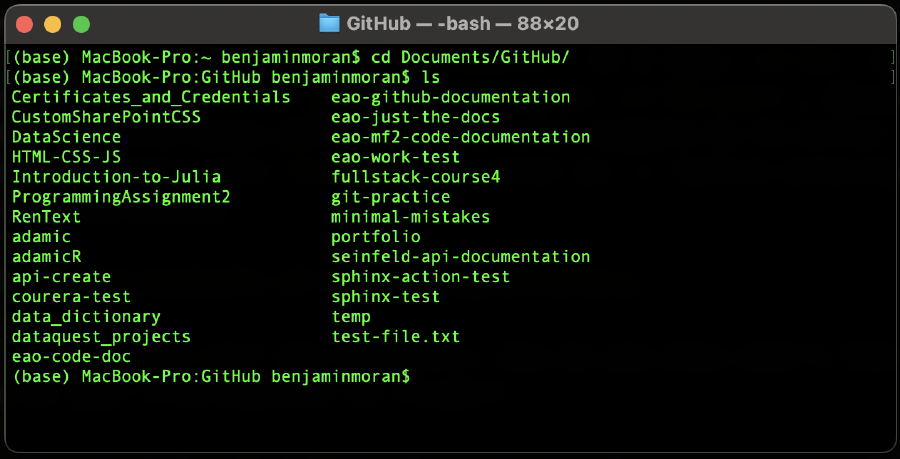 GitHub — -bash — 88×20
[(base) MacBook-Pro:~ benjaminmoran$ cd Documents/GitHub/ ]
[(base) MacBook-Pro:GitHub benjaminmoran$ ls ]
Certificates_and_Credentials    eao-github-documentation
CustomSharePointCSS             eao-just-the-docs
DataScience                     eao-mf2-code-documentation
HTML-CSS-JS                     eao-work-test
Introduction-to-Julia           fullstack-course4
ProgrammingAssignment2          git-practice
RenText                         minimal-mistakes
adamic                          portfolio
adamicR                         seinfeld-api-documentation
api-create                      sphinx-action-test
courera-test                    sphinx-test
data_dictionary                 temp
dataquest_projects              test-file.txt
eao-code-doc
(base) MacBook-Pro:GitHub benjaminmoran$